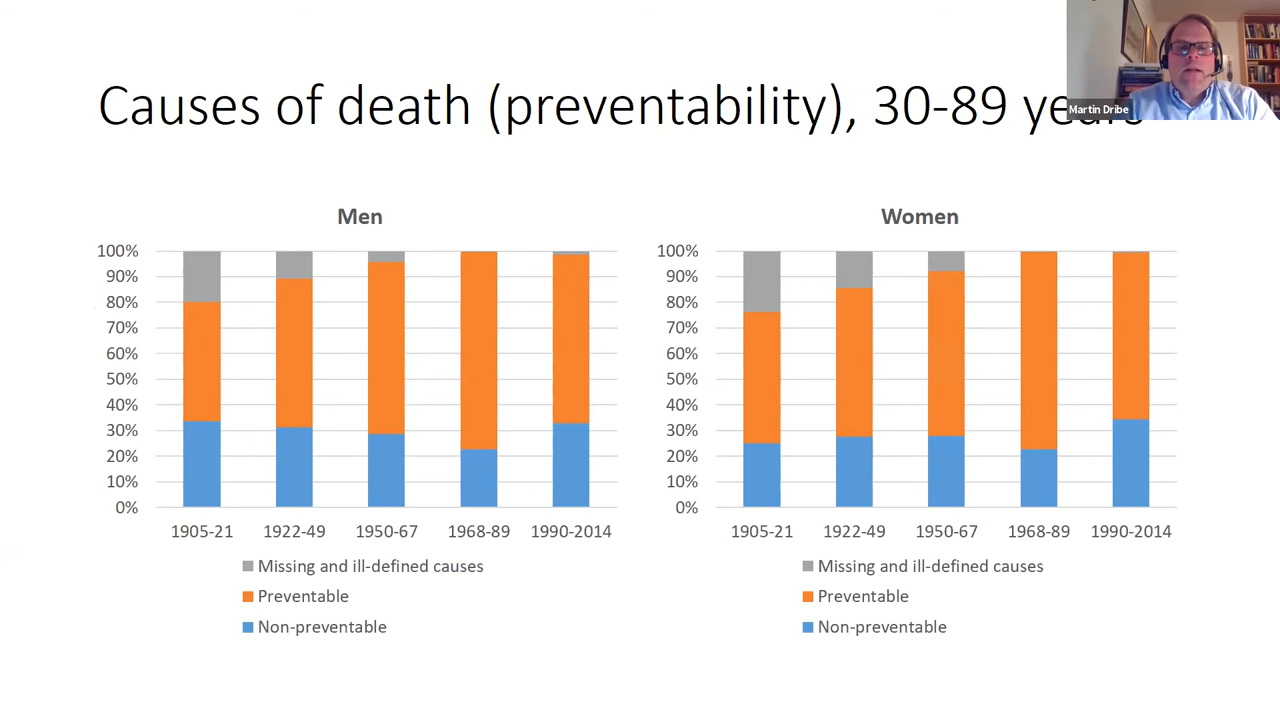 Causes of death (preventability), 30-89 years
Martin Dribe
Men
100%
90%
80%
70%
60%
50%
40%
30%
20%
10%
0%
1905-21 1922-49 1950-67 1968-89 1990-2014
Missing and ill-defined causes
Preventable
Non-preventable
Women
100%
90%
80%
70%
60%
50%
40%
30%
20%
10%
0%
1905-21 1922-49 1950-67 1968-89 1990-2014
Missing and ill-defined causes
Preventable
Non-preventable